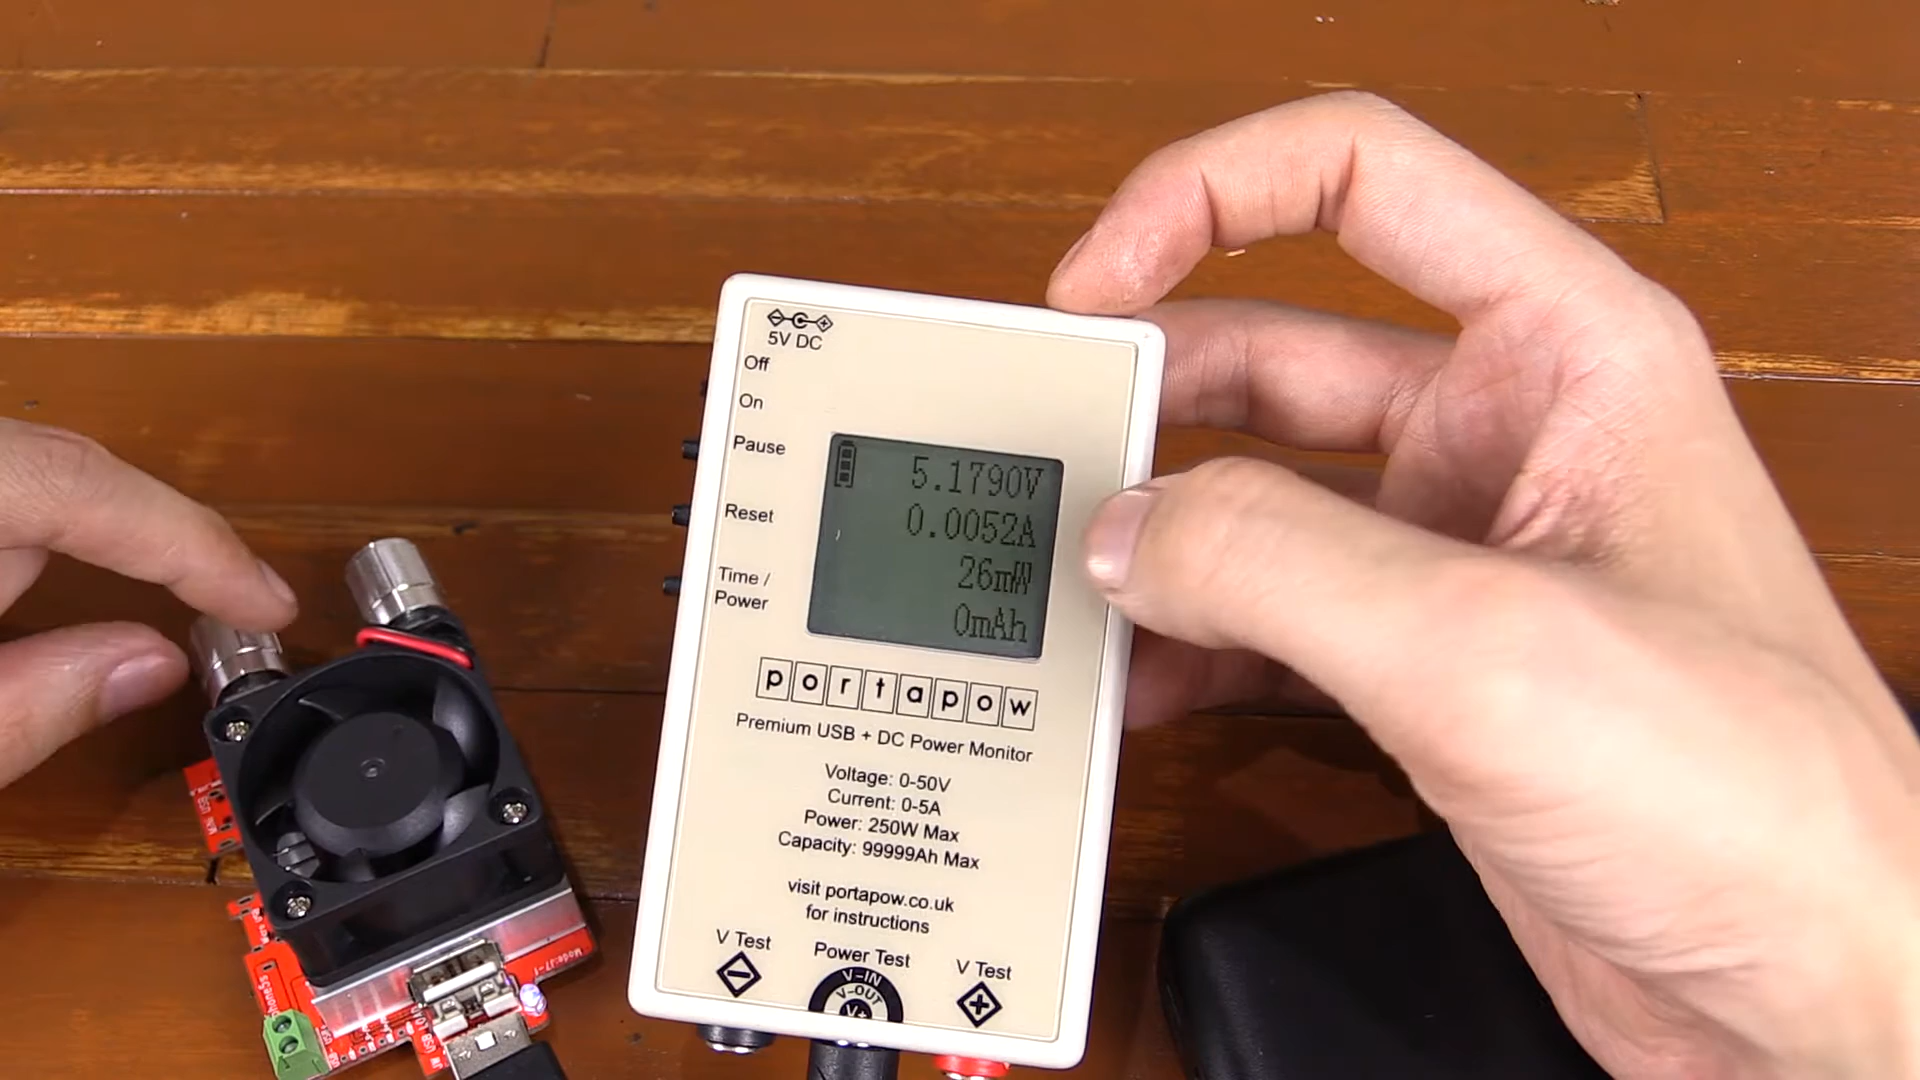 5V DC
Off
On
Pause
Reset
Time /
Power
5.1790V
0.0052A
26mW
0mAh
portapow
Premium USB + DC Power Monitor
Voltage: 0-50V
Current: 0-5A
Power: 250W Max
Capacity: 99999Ah Max
visit portapow.co.uk
for instructions
V Test
Power Test
V Test
V-IN
V-OUT
V+
USB LOAD